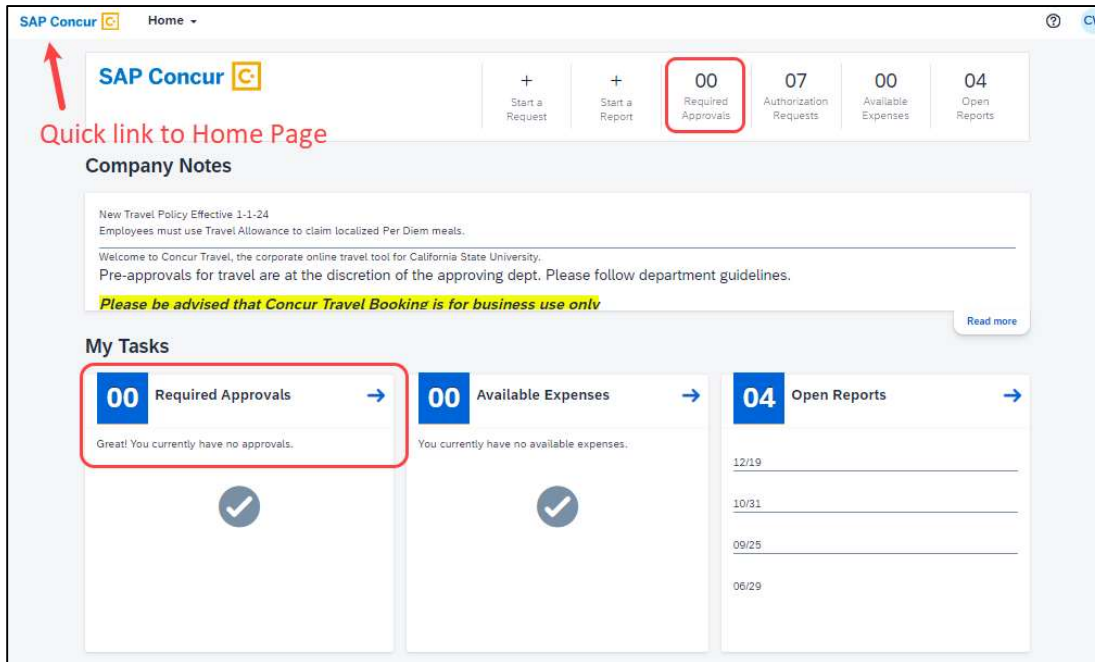 SAP Concur C Home
CW
SAP Concur C
+ Start a Request
+ Start a Report
00 Required Approvals
07 Authorization Requests
00 Available Expenses
04 Open Reports
Quick link to Home Page
Company Notes
New Travel Policy Effective 1-1-24
Employees must use Travel Allowance to claim localized Per Diem meals.
Welcome to Concur Travel, the corporate online travel tool for California State University.
Pre-approvals for travel are at the discretion of the approving dept. Please follow department guidelines.
Please be advised that Concur Travel Booking is for business use only
Read more
My Tasks
00 Required Approvals
Great! You currently have no approvals.
00 Available Expenses
You currently have no available expenses.
04 Open Reports
12/19
10/31
09/25
06/29